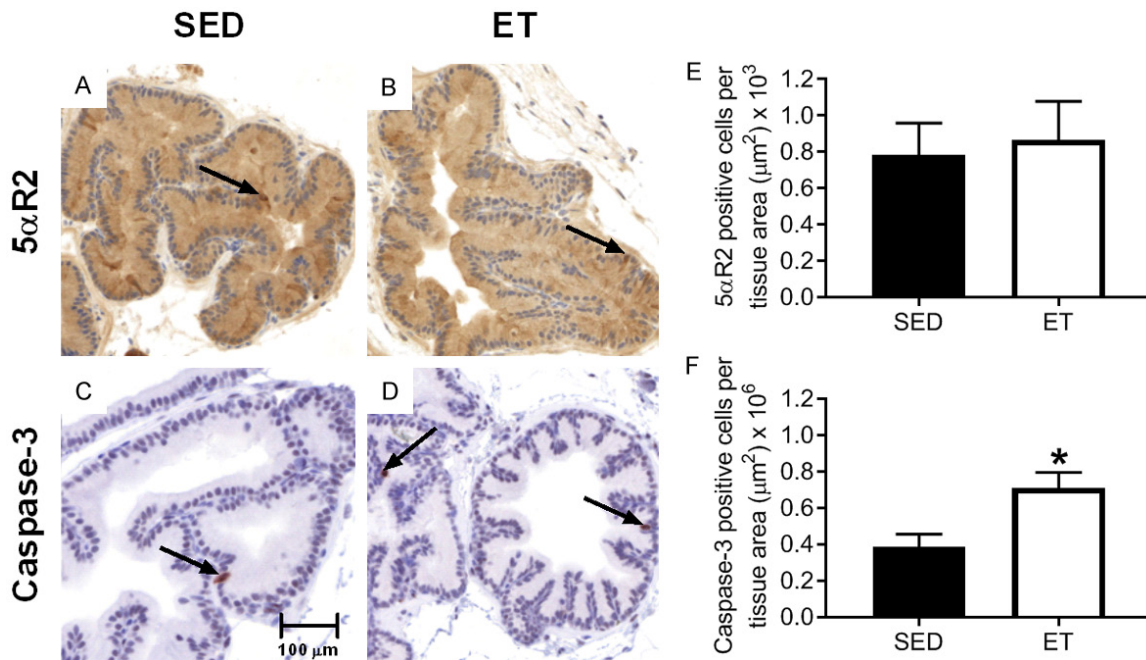 SED
ET
5αR2
Caspase-3
A
B
C
D
100 μm
E
5αR2 positive cells per
tissue area (μm²) x 10³
1.2
1.0
0.8
0.6
0.4
0.2
0.0
SED
ET
F
Caspase-3 positive cells per
tissue area (μm²) x 10⁶
1.2
1.0
0.8
0.6
0.4
0.2
0.0
*
SED
ET